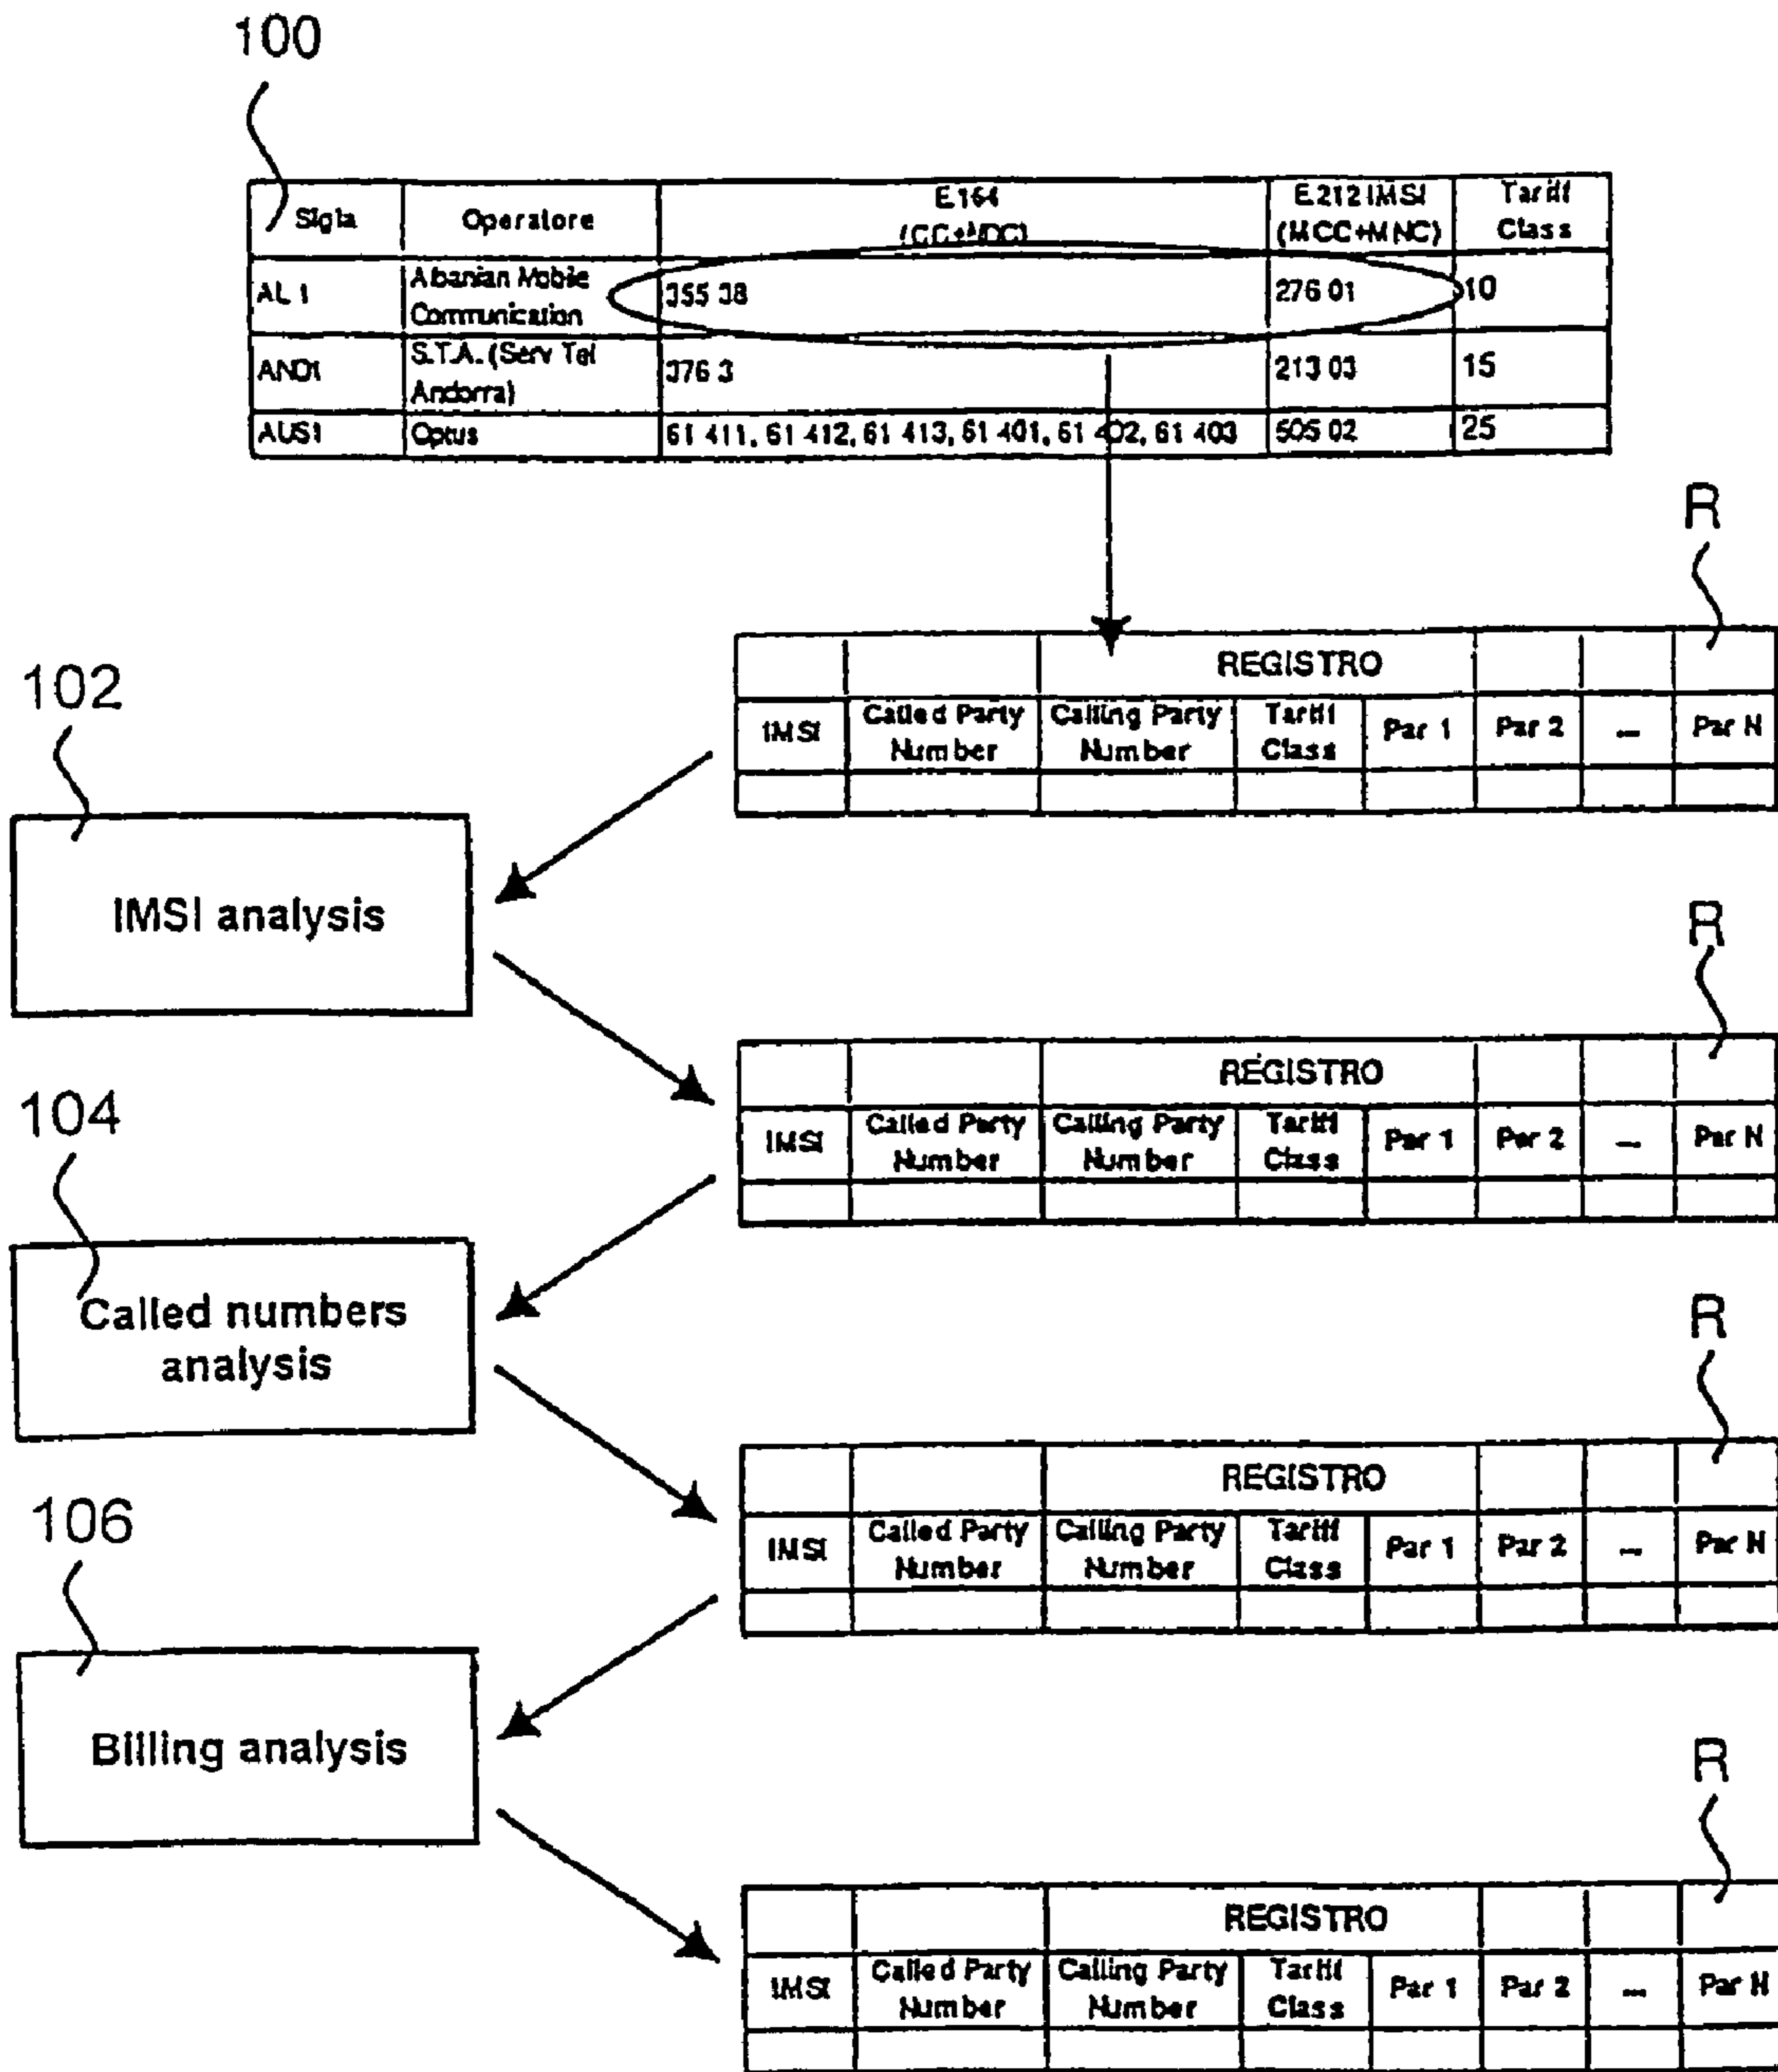 100
Sigla Operatore E.164 (CC+NDC) E.212 IMSI (MCC+MNC) Tariff Class
AL 1 Albanian Mobile Communication 355 38 276 01 10
AND1 S.T.A. (Serv Tel Andorra) 376 3 213 03 15
AUS1 Optus 61 411, 61 412, 61 413, 61 401, 61 402, 61 403 505 02 25
R
REGISTRO
IMSI Called Party Number Calling Party Number Tariff Class Par 1 Par 2 ... Par N
102
IMSI analysis
R
REGISTRO
IMSI Called Party Number Calling Party Number Tariff Class Par 1 Par 2 ... Par N
104
Called numbers
analysis
R
REGISTRO
IMSI Called Party Number Calling Party Number Tariff Class Par 1 Par 2 ... Par N
106
Billing analysis
R
REGISTRO
IMSI Called Party Number Calling Party Number Tariff Class Par 1 Par 2 ... Par N